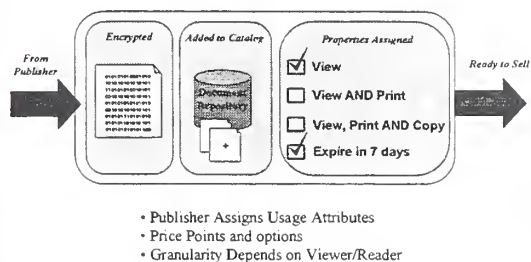 From
Publisher
Encrypted
Added to Catalog
Document
Repository
Properties Assigned
View
View AND Print
View, Print AND Copy
Expire in 7 days
Ready to Sell
• Publisher Assigns Usage Attributes
• Price Points and options
• Granularity Depends on Viewer/Reader